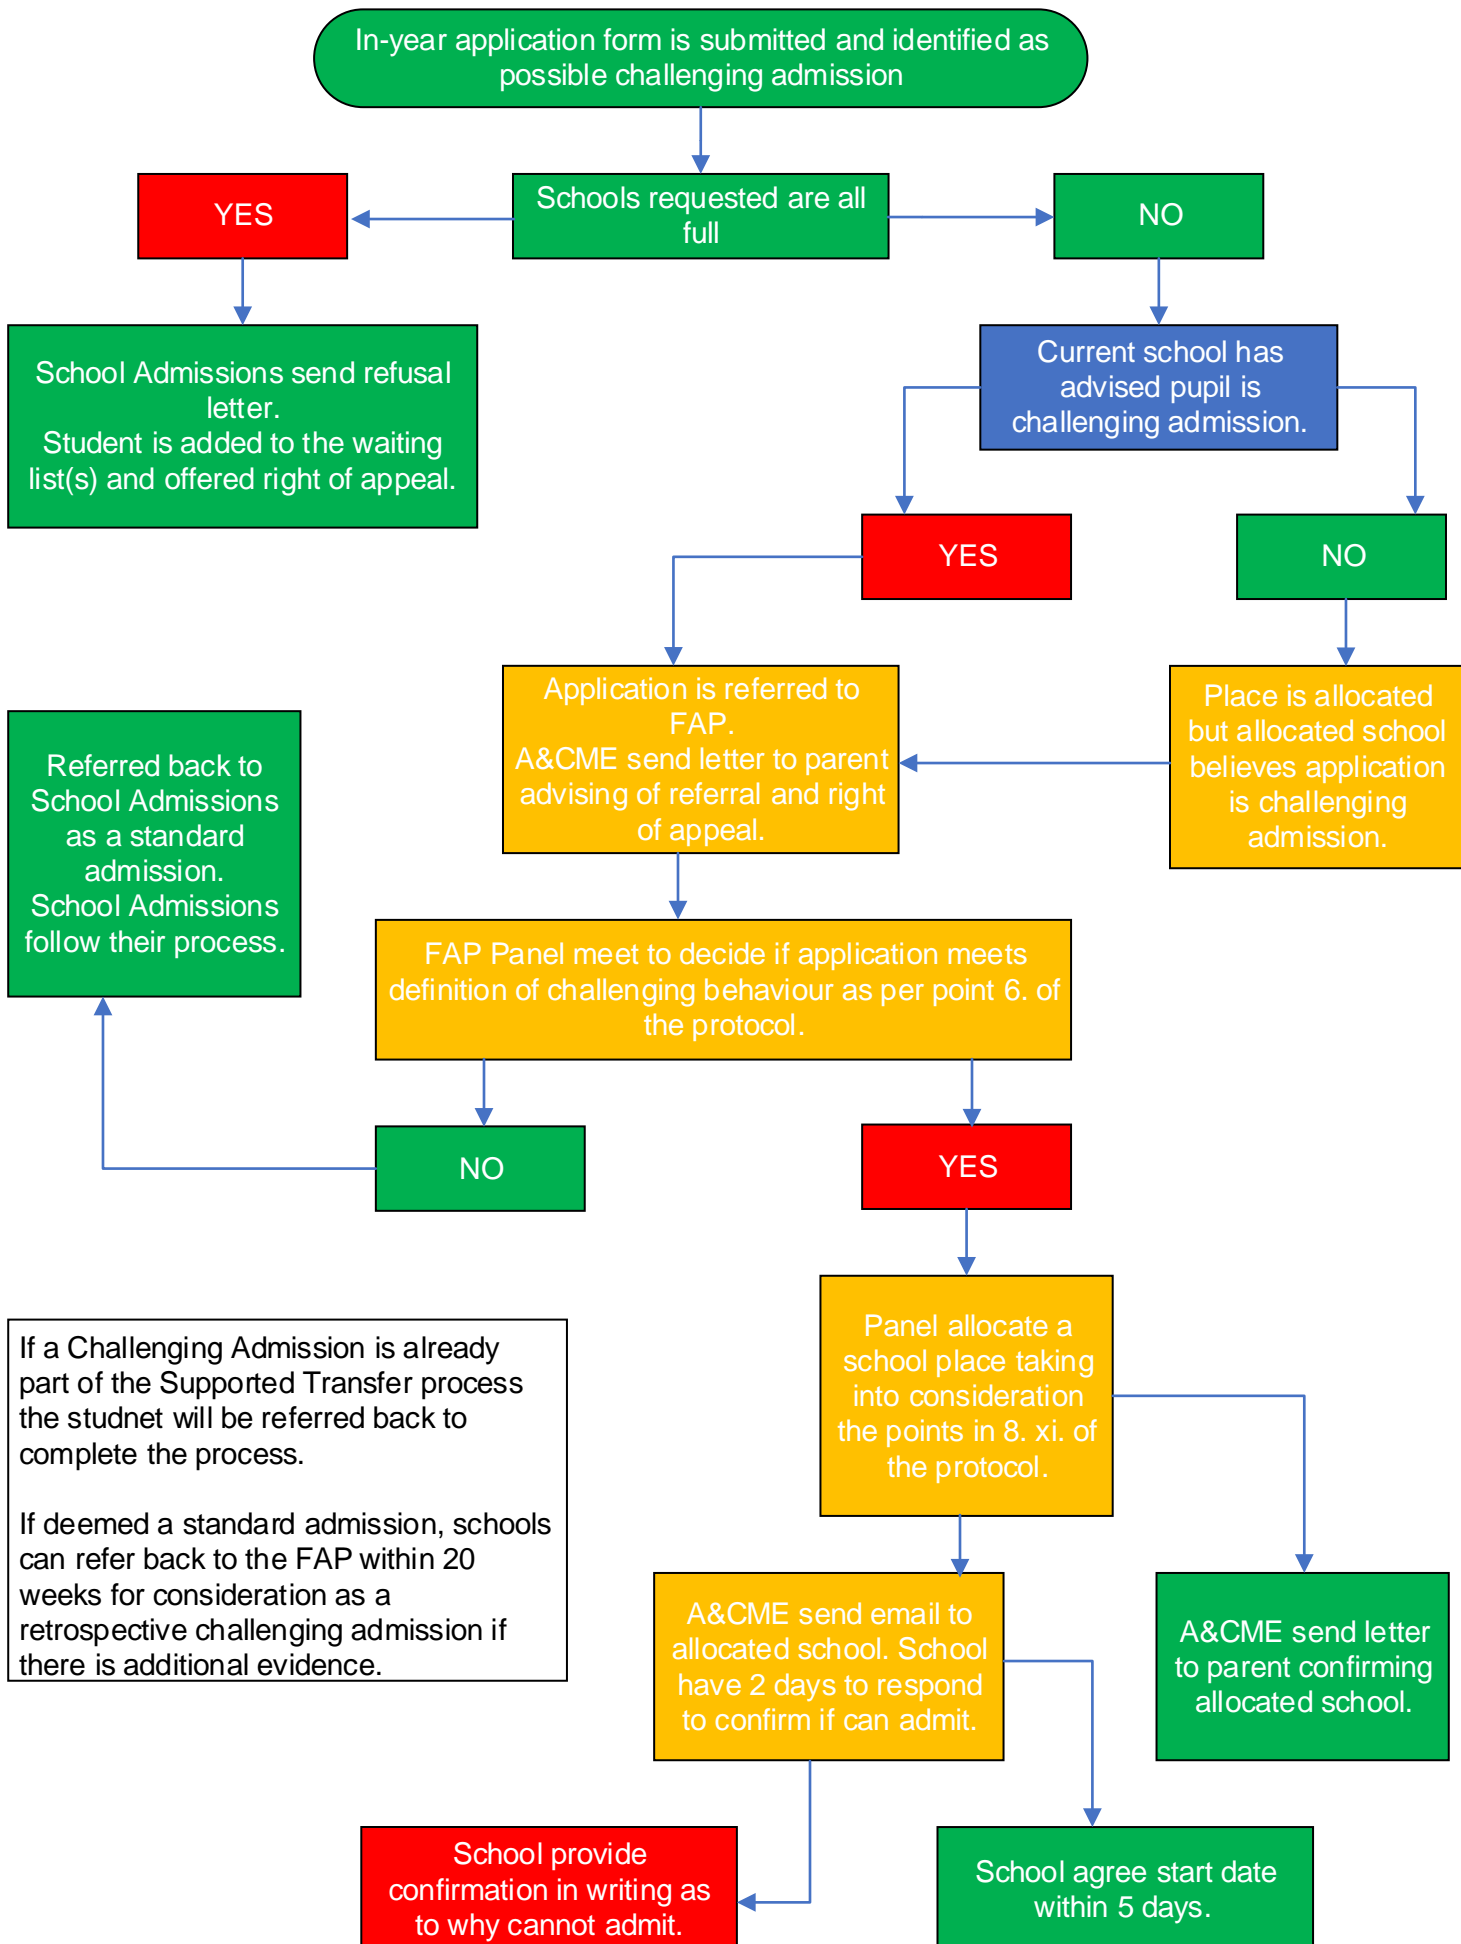 In-year application form is submitted and identified as
possible challenging admission
YES
Schools requested are all
full
NO
School Admissions send refusal
letter.
Student is added to the waiting
list(s) and offered right of appeal.
Current school has
advised pupil is
challenging admission.
YES
NO
Application is referred to
FAP.
A&CME send letter to parent
advising of referral and right
of appeal.
Place is allocated
but allocated school
believes application
is challenging
admission.
Referred back to
School Admissions
as a standard
admission.
School Admissions
follow their process.
FAP Panel meet to decide if application meets
definition of challenging behaviour as per point 6. of
the protocol.
NO
YES
Panel allocate a
school place taking
into consideration
the points in 8. xi. of
the protocol.
If a Challenging Admission is already
part of the Supported Transfer process
the studnet will be referred back to
complete the process.
If deemed a standard admission, schools
can refer back to the FAP within 20
weeks for consideration as a
retrospective challenging admission if
there is additional evidence.
A&CME send email to
allocated school. School
have 2 days to respond
to confirm if can admit.
A&CME send letter
to parent confirming
allocated school.
School provide
confirmation in writing as
to why cannot admit.
School agree start date
within 5 days.